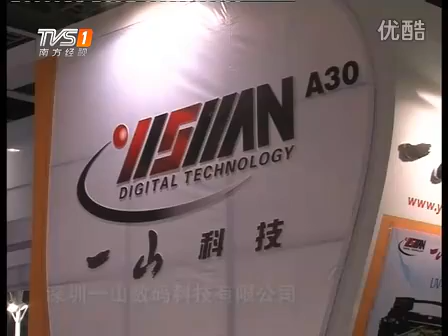 TVS1
南方经视
优酷
A30
YISHAN
DIGITAL TECHNOLOGY
一山科技
深圳一山数码科技有限公司